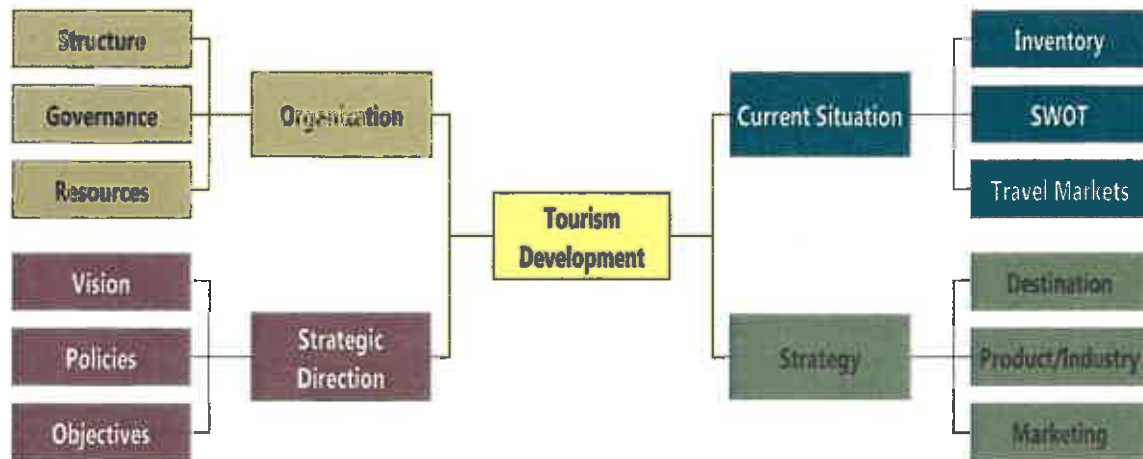 Structure
Governance
Resources
Organization
Vision
Policies
Objectives
Strategic
Direction
Tourism
Development
Current Situation
Inventory
SWOT
Travel Markets
Strategy
Destination
Product/Industry
Marketing